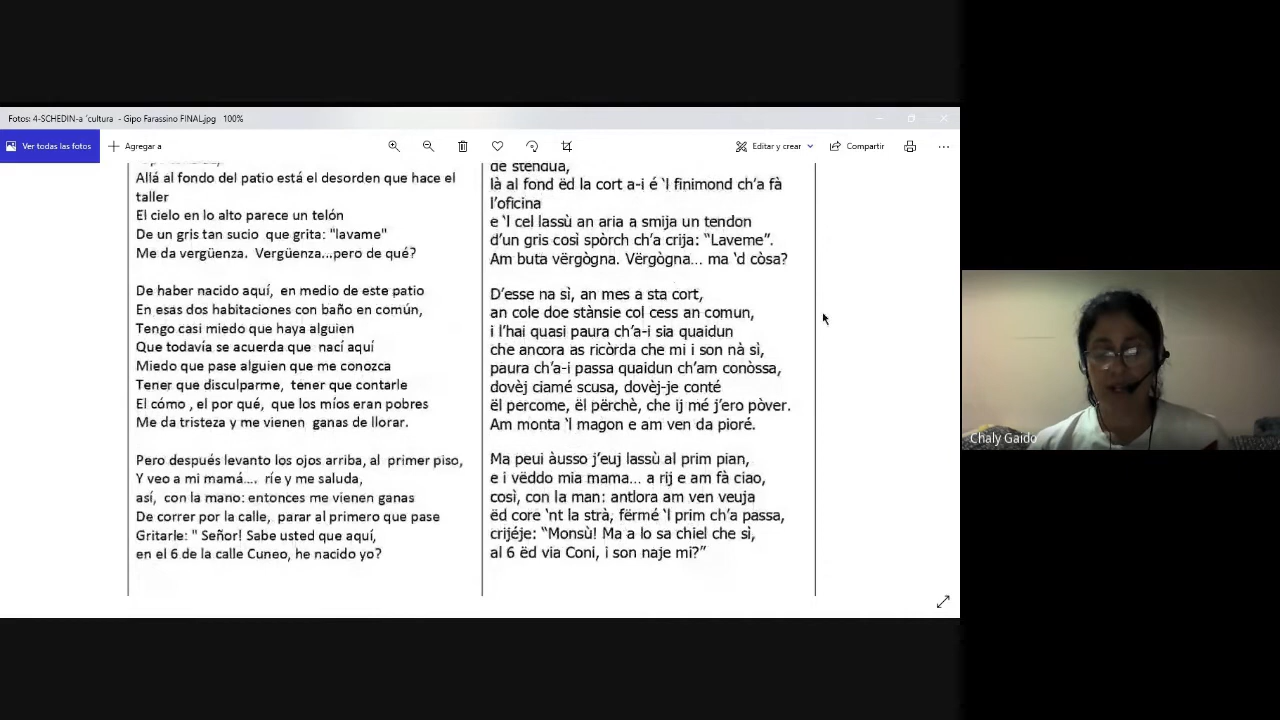 Fotos: 4-SCHEDIN-a ´cultura - Gipo Farassino FINAL.jpg 100%
Ver todas las fotos
Agregar a
Editar y crear
Compartir
Allá al fondo del patio está el desorden que hace el
taller
El cielo en lo alto parece un telón
De un gris tan sucio que grita: "lavame"
Me da vergüenza. Vergüenza...pero de qué?
De haber nacido aquí, en medio de este patio
En esas dos habitaciones con baño en común,
Tengo casi miedo que haya alguien
Que todavía se acuerda que nací aquí
Miedo que pase alguien que me conozca
Tener que disculparme, tener que contarle
El cómo , el por qué, que los míos eran pobres
Me da tristeza y me vienen ganas de llorar.
Pero después levanto los ojos arriba, al primer piso,
Y veo a mi mamá.... ríe y me saluda,
así, con la mano: entonces me vienen ganas
De correr por la calle, parar al primero que pase
Gritarle: " Señor! Sabe usted que aquí,
en el 6 de la calle Cuneo, he nacido yo?
de stendùa,
là al fond ëd la cort a-i é 'l finimond ch'a fà
l'oficina
e 'l cel lassù an aria a smija un tendon
d'un gris così spòrch ch'a crija: “Laveme”.
Am buta vërgògna. Vërgògna... ma 'd còsa?
D'esse na sì, an mes a sta cort,
an cole doe stànsie col cess an comun,
i l'hai quasi paura ch'a-i sia quaidun
che ancora as ricòrda che mi i son nà sì,
paura ch'a-i passa quaidun ch'am conòssa,
dovèj ciamé scusa, dovèj-je conté
ël percome, ël përchè, che ij mé j'ero pòver.
Am monta 'l magon e am ven da pioré.
Ma peui àusso j'euj lassù al prim pian,
e i vëddo mia mama... a rij e am fà ciao,
così, con la man: antlora am ven veuja
ëd core 'nt la strà, fërmé 'l prim ch'a passa,
crijéje: “Monsù! Ma a lo sa chiel che sì,
al 6 ëd via Coni, i son naje mi?”
Chaly Gaido